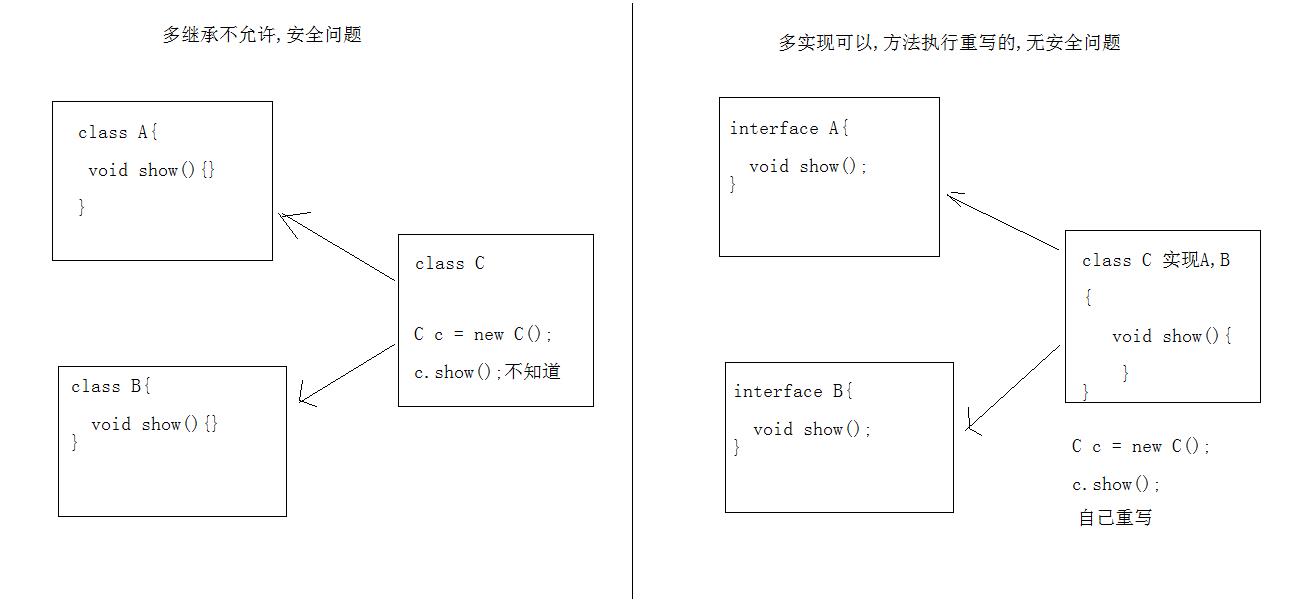 多继承不允许,安全问题
class A{
void show(){}
}
class C
C c = new C();
c.show();不知道
class B{
void show(){}
}
多实现可以,方法执行重写的,无安全问题
interface A{
void show();
}
class C 实现A,B
{
void show(){
}
}
interface B{
void show();
}
C c = new C();
c.show();
自己重写